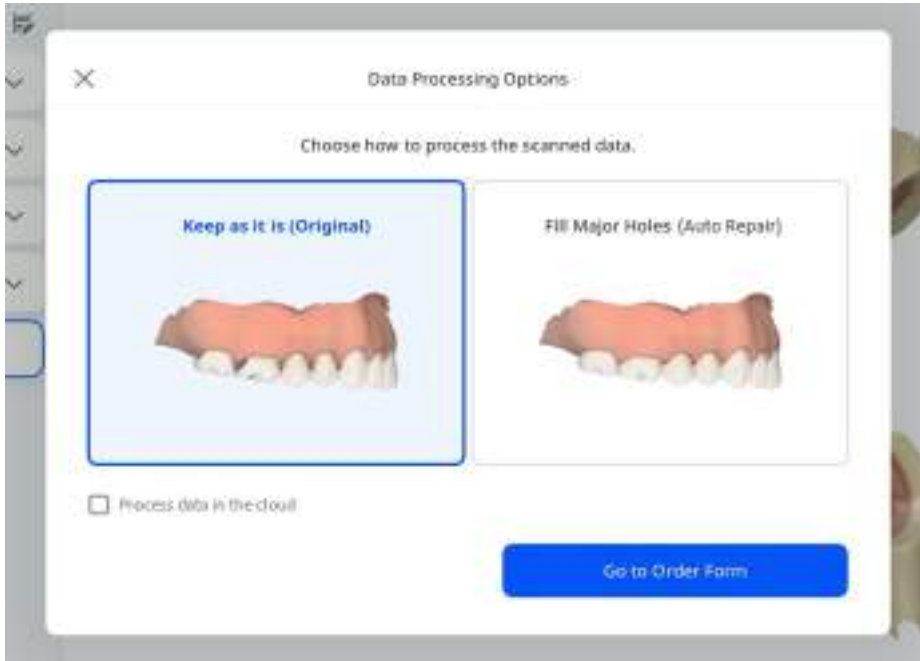 Data Processing Options
Choose how to process the scanned data.
Keep as it is (Original)
Fill Major Holes (Auto Repair)
Process data in the cloud
Go to Order Form